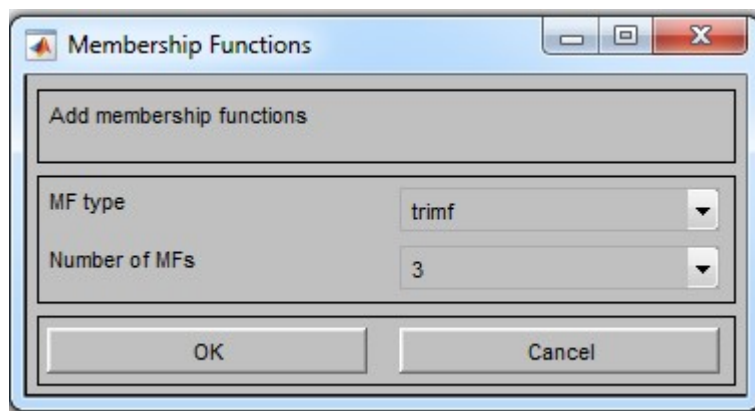 Membership Functions
Add membership functions
MF type
trimf
Number of MFs
3
OK
Cancel